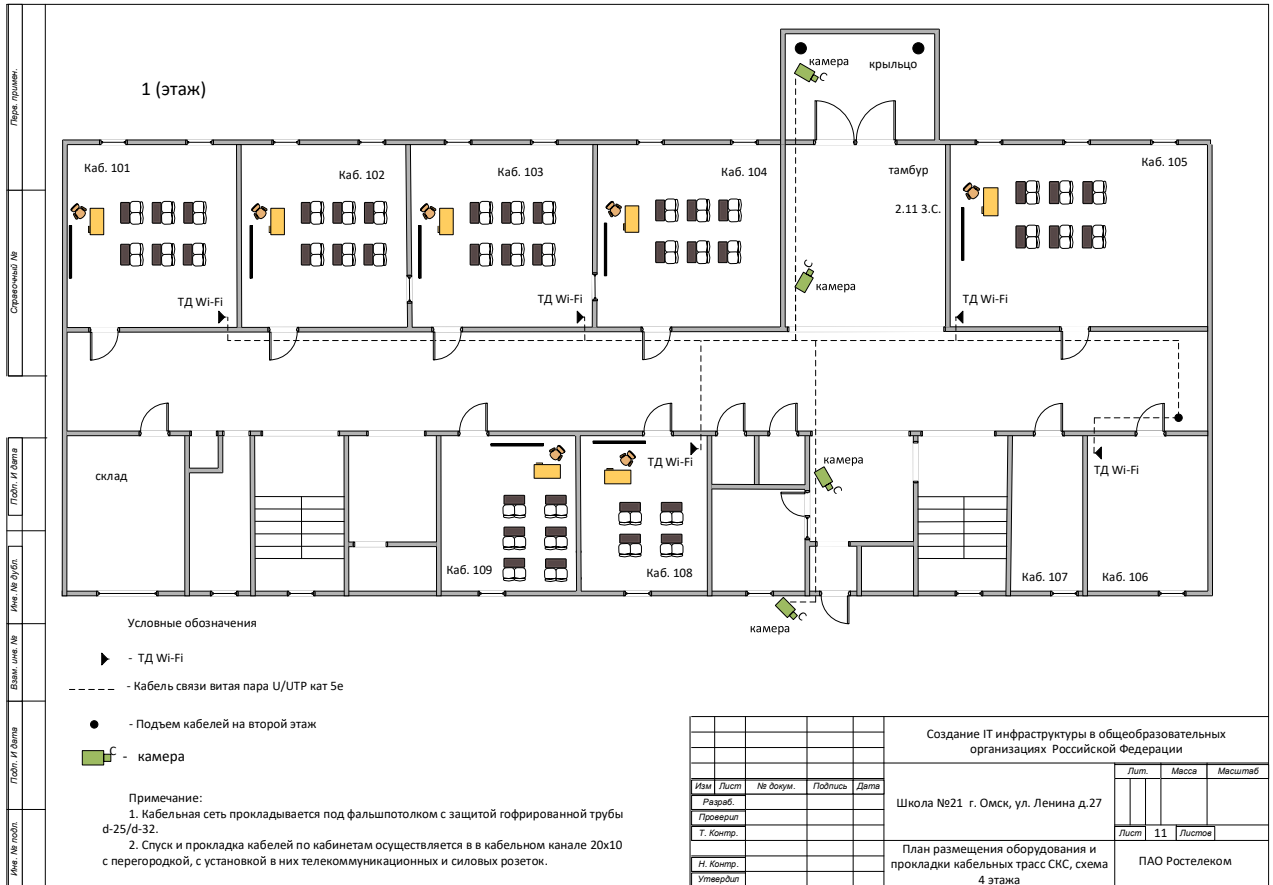 1 (этаж)
камера
крыльцо
Каб. 101
Каб. 102
Каб. 103
Каб. 104
тамбур
2.11 З.С.
Каб. 105
камера
ТД Wi-Fi
ТД Wi-Fi
ТД Wi-Fi
склад
ТД Wi-Fi
камера
ТД Wi-Fi
Каб. 109
Каб. 108
Каб. 107
Каб. 106
камера
Условные обозначения
- ТД Wi-Fi
- Кабель связи витая пара U/UTP кат 5е
- Подъем кабелей на второй этаж
- камера
Примечание:
1. Кабельная сеть прокладывается под фальшпотолком с защитой гофрированной трубы
d-25/d-32.
2. Спуск и прокладка кабелей по кабинетам осуществляется в в кабельном канале 20х10
с перегородкой, с установкой в них телекоммуникационных и силовых розеток.
Перв. примен.
Справочный №
Подп. И дата
Инв. № дубл.
Взам. инв. №
Подп. И дата
Инв. № подл.
Создание IT инфраструктуры в общеобразовательных
организациях Российской Федерации
Изм Лист № докум. Подпись Дата
Разраб.
Проверил
Т. Контр.
Н. Контр.
Утвердил
Школа №21 г. Омск, ул. Ленина д.27
Лит. Масса Масштаб
Лист 11 Листов
План размещения оборудования и
прокладки кабельных трасс СКС, схема
4 этажа
ПАО Ростелеком